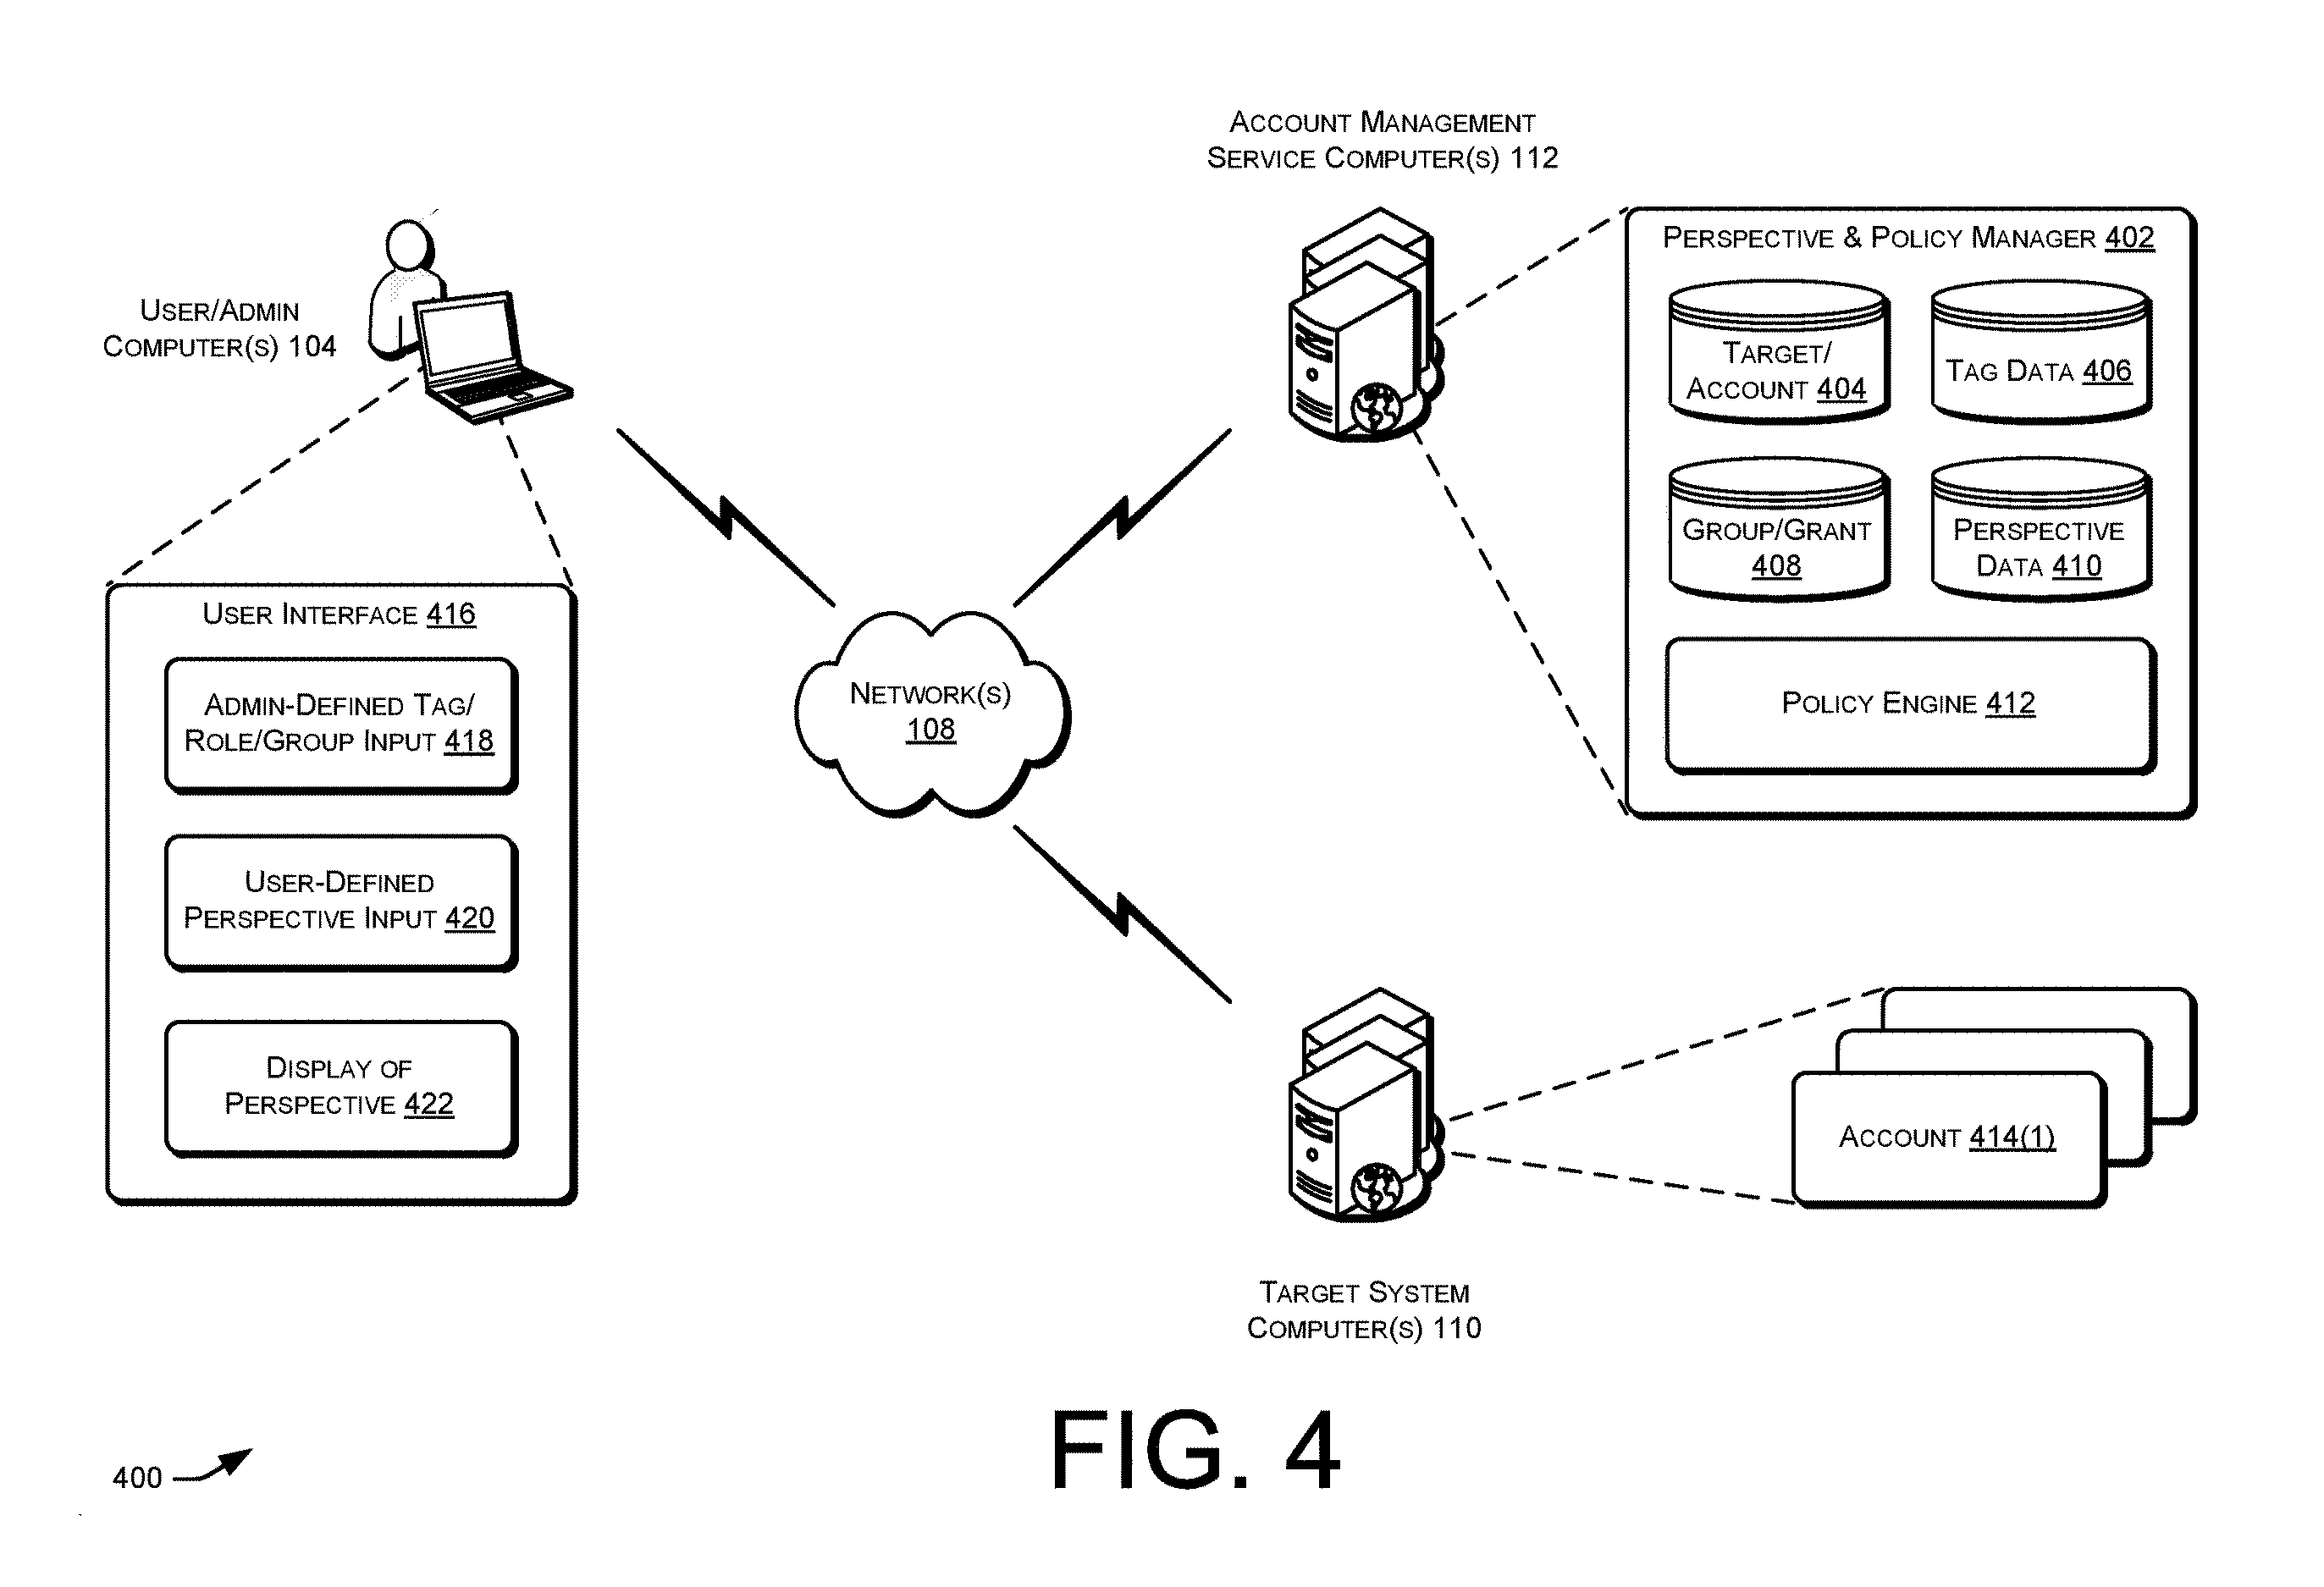 ACCOUNT MANAGEMENT
SERVICE COMPUTER(S) 112
USER/ADMIN
COMPUTER(S) 104
PERSPECTIVE & POLICY MANAGER 402
TARGET/
ACCOUNT 404
TAG DATA 406
GROUP/GRANT
408
PERSPECTIVE
DATA 410
POLICY ENGINE 412
USER INTERFACE 416
ADMIN-DEFINED TAG/
ROLE/GROUP INPUT 418
USER-DEFINED
PERSPECTIVE INPUT 420
DISPLAY OF
PERSPECTIVE 422
NETWORK(S)
108
ACCOUNT 414(1)
TARGET SYSTEM
COMPUTER(S) 110
FIG. 4
400